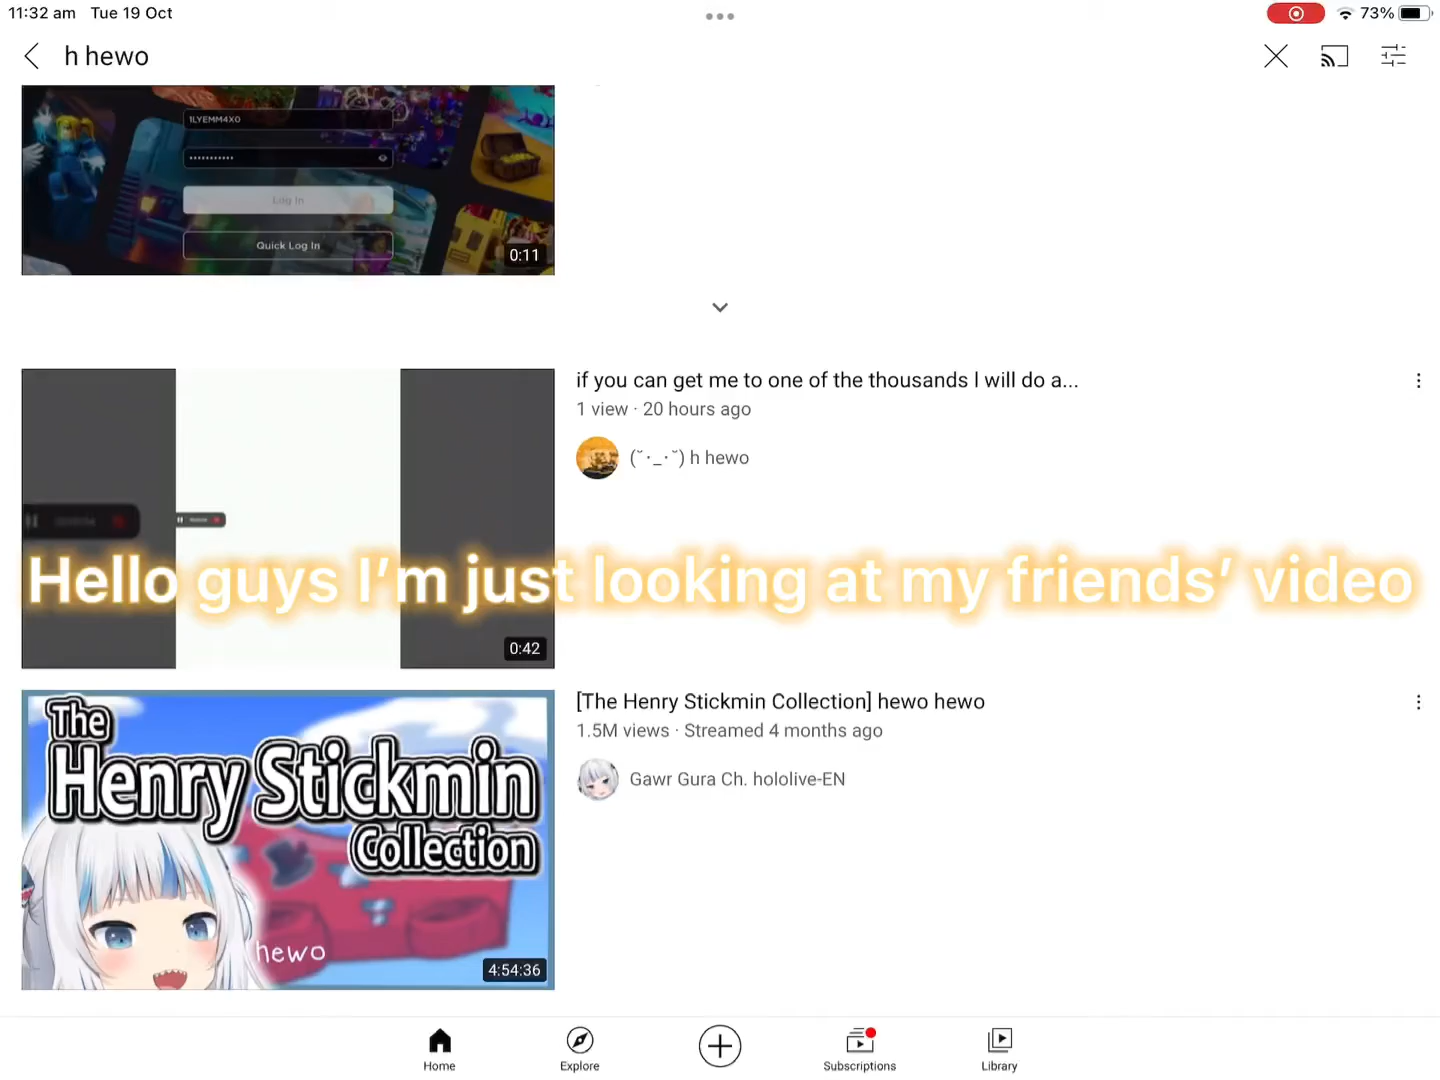 11:32 am Tue 19 Oct
73%
h hewo
1LYEMM4X0
Log In
Quick Log In
0:11
if you can get me to one of the thousands I will do a...
1 view · 20 hours ago
(˘･_･˘) h hewo
Hello guys I'm just looking at my friends' video
0:42
The
Henry Stickmin
Collection
hewo
4:54:36
[The Henry Stickmin Collection] hewo hewo
1.5M views · Streamed 4 months ago
Gawr Gura Ch. hololive-EN
Home
Explore
Subscriptions
Library